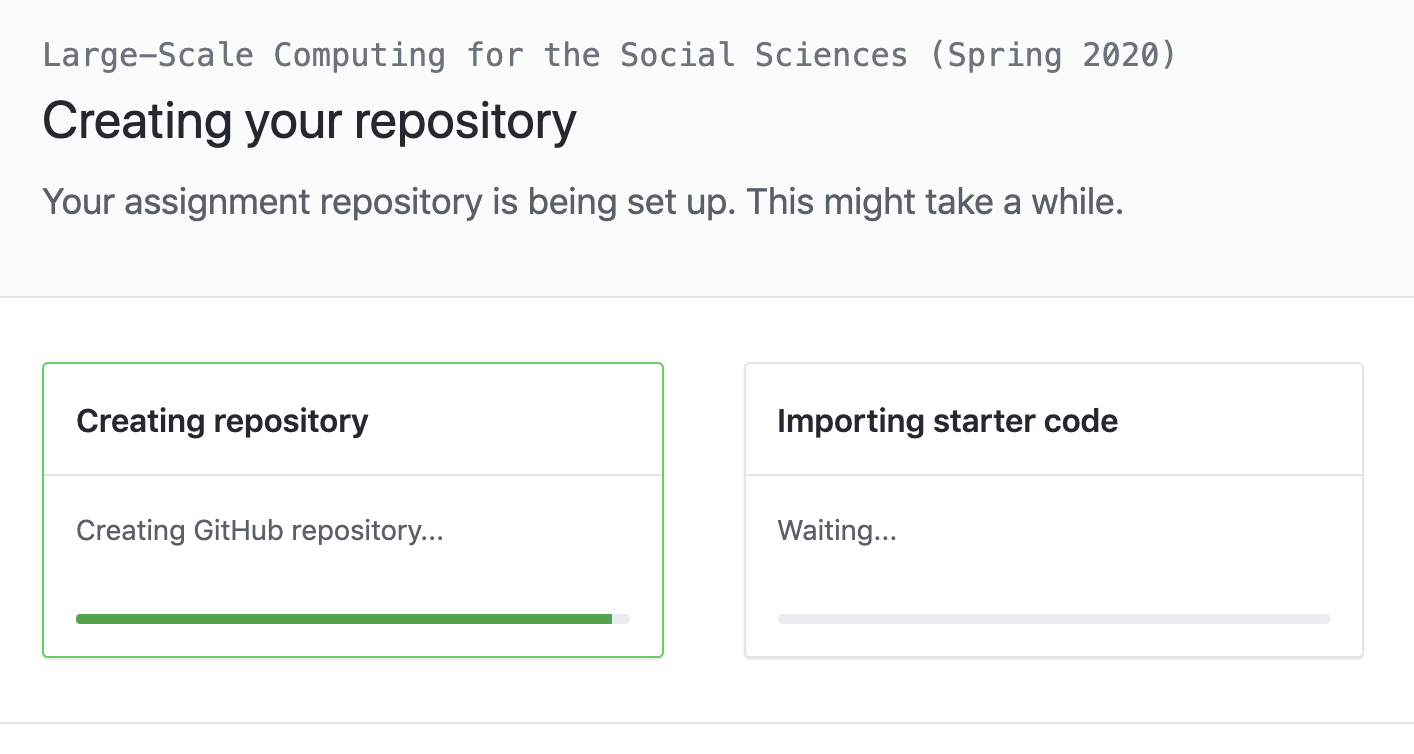 Large-Scale Computing for the Social Sciences (Spring 2020)
Creating your repository
Your assignment repository is being set up. This might take a while.
Creating repository
Creating GitHub repository...
Importing starter code
Waiting...